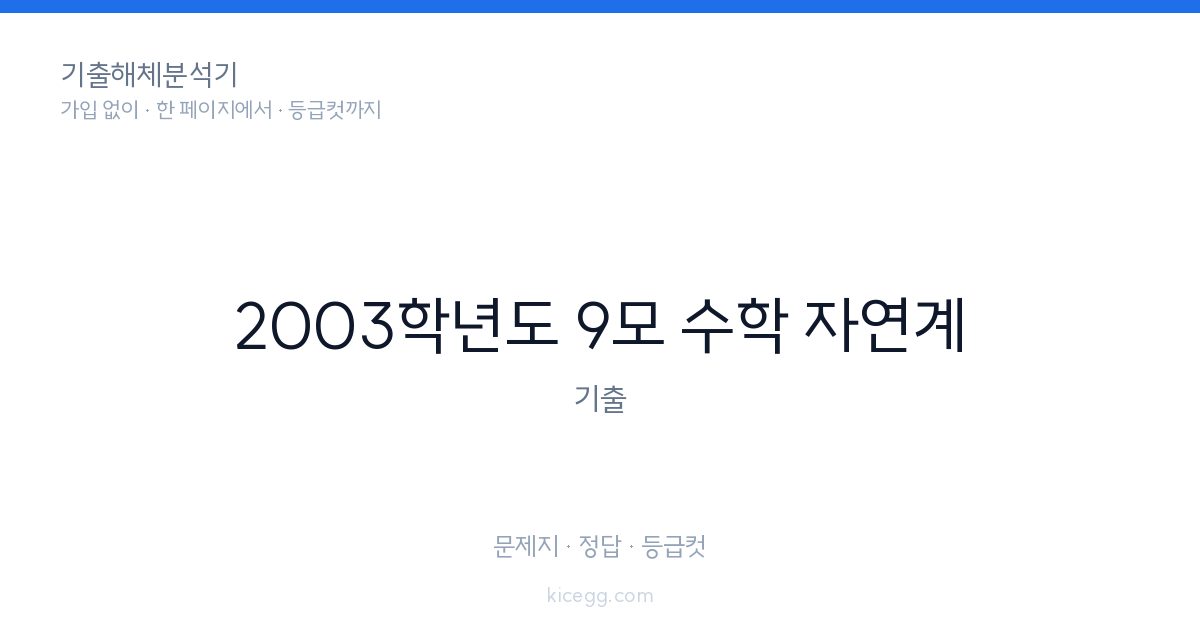 기출해체분석기
가입 없이 · 한 페이지에서 · 등급컷까지
2003학년도 9모 수학 자연계
기출
문제지 · 정답 · 등급컷
kicegg.com